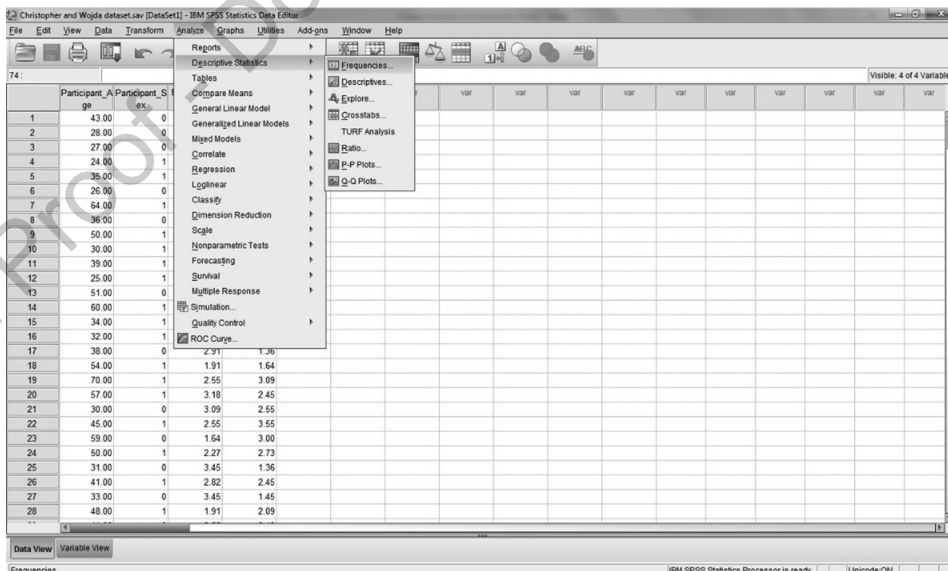 Christopher and Wojda dataset.sav [DataSet1] - IBM SPSS Statistics Data Editor
File Edit View Data Transform Analyze Graphs Utilities Add-ons Window Help
74 :
Visible: 4 of 4 Variable
Participant_Age Participant_Sex var var var var var var var var var
Reports
Descriptive Statistics
Tables
Compare Means
General Linear Model
Generalized Linear Models
Mixed Models
Correlate
Regression
Loglinear
Classify
Dimension Reduction
Scale
Nonparametric Tests
Forecasting
Survival
Multiple Response
Simulation...
Quality Control
ROC Curve...
Frequencies...
Descriptives...
Explore...
Crosstabs...
TURF Analysis
Ratio...
P-P Plots...
Q-Q Plots...
1 43.00 0
2 28.00 0
3 27.00 0
4 24.00 1
5 35.00 1
6 26.00 0
7 64.00 1
8 36.00 0
9 50.00 1
10 30.00 1
11 39.00 1
12 25.00 1
13 51.00 0
14 60.00 1
15 34.00 1
16 32.00 1
17 38.00 0 2.91 1.36
18 54.00 1 1.91 1.64
19 70.00 1 2.55 3.09
20 57.00 1 3.18 2.45
21 30.00 0 3.09 2.55
22 45.00 1 2.55 3.55
23 59.00 0 1.64 3.00
24 50.00 1 2.27 2.73
25 31.00 0 3.45 1.36
26 41.00 1 2.82 2.45
27 33.00 0 3.45 1.45
28 48.00 1 1.91 2.09
Data View Variable View
Frequencies... IBM SPSS Statistics Processor is ready Unicode:ON
Proof - Do